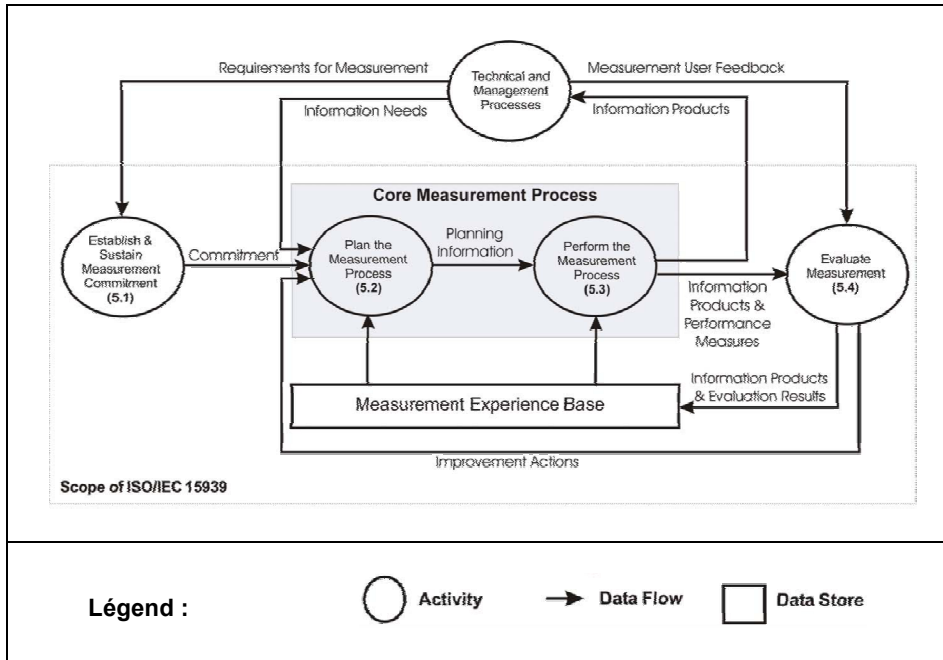 Requirements for Measurement
Technical and
Management
Processes
Measurement User Feedback
Information Needs
Information Products
Core Measurement Process
Establish &
Sustain
Measurement
Commitment
(5.1)
Commitment
Plan the
Measurement
Process
(5.2)
Planning
Information
Perform the
Measurement
Process
(5.3)
Information
Products &
Performance
Measures
Evaluate
Measurement
(5.4)
Information Products
& Evaluation Results
Measurement Experience Base
Improvement Actions
Scope of ISO/IEC 15939
Légend :
Activity
Data Flow
Data Store